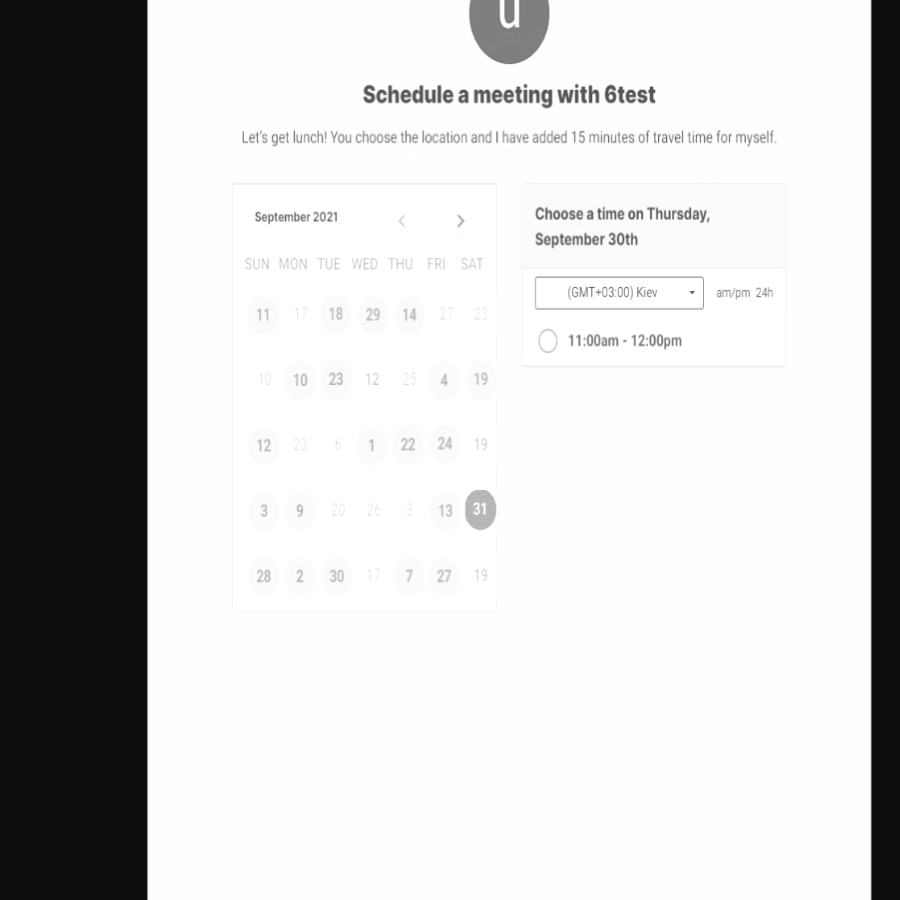 u
Schedule a meeting with 6test
Let's get lunch! You choose the location and I have added 15 minutes of travel time for myself.
September 2021
SUN MON TUE WED THU FRI SAT
11 17 18 29 14 27 23
10 10 23 12 25 4 19
12 23 6 1 22 24 19
3 9 20 26 3 13 31
28 2 30 17 7 27 19
Choose a time on Thursday,
September 30th
(GMT+03:00) Kiev am/pm 24h
11:00am - 12:00pm